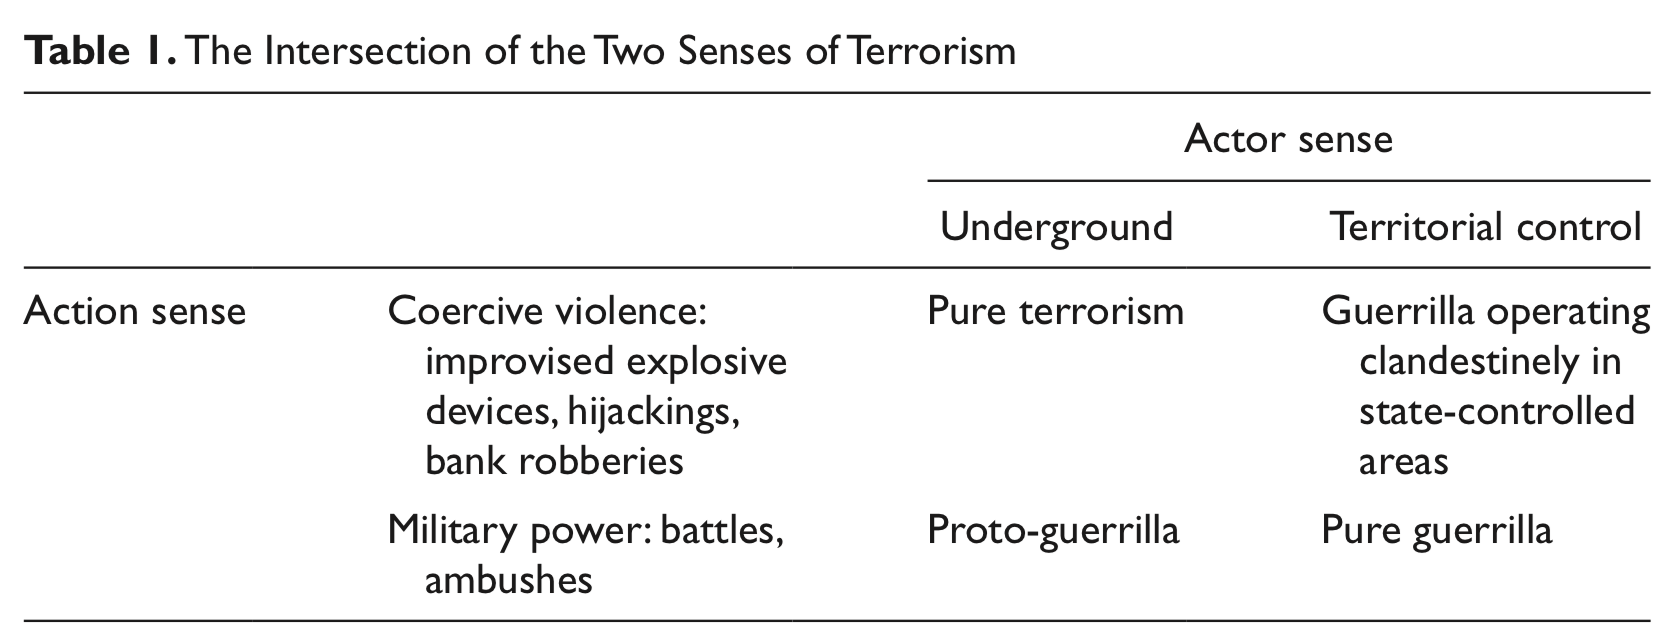 Table 1. The Intersection of the Two Senses of Terrorism
Actor sense
Underground Territorial control
Action sense Coercive violence: Pure terrorism Guerrilla operating
improvised explosive clandestinely in
devices, hijackings, state-controlled
bank robberies areas
Military power: battles, Proto-guerrilla Pure guerrilla
ambushes